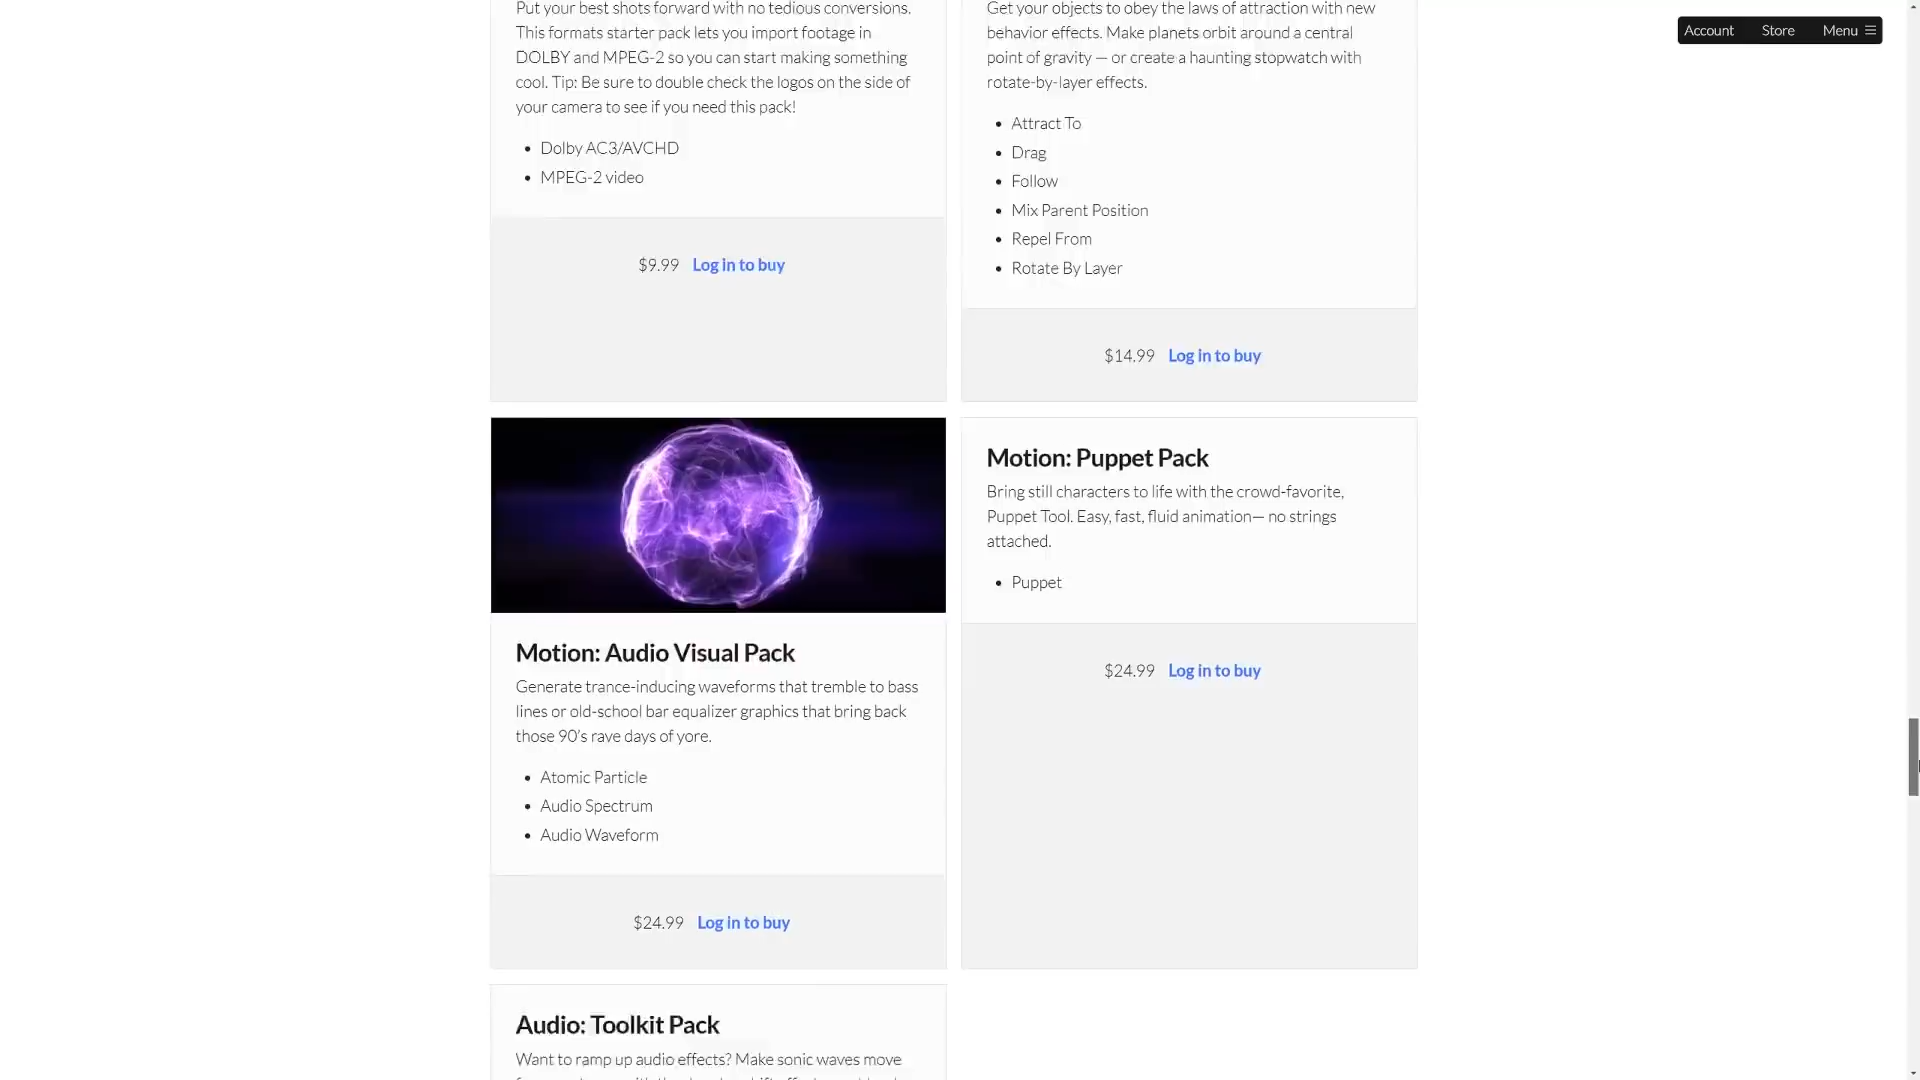 Account Store Menu
Put your best shots forward with no tedious conversions.
This formats starter pack lets you import footage in
DOLBY and MPEG-2 so you can start making something
cool. Tip: Be sure to double check the logos on the side of
your camera to see if you need this pack!
• Dolby AC3/AVCHD
• MPEG-2 video
$9.99 Log in to buy
Get your objects to obey the laws of attraction with new
behavior effects. Make planets orbit around a central
point of gravity — or create a haunting stopwatch with
rotate-by-layer effects.
• Attract To
• Drag
• Follow
• Mix Parent Position
• Repel From
• Rotate By Layer
$14.99 Log in to buy
Motion: Audio Visual Pack
Generate trance-inducing waveforms that tremble to bass
lines or old-school bar equalizer graphics that bring back
those 90's rave days of yore.
• Atomic Particle
• Audio Spectrum
• Audio Waveform
$24.99 Log in to buy
Motion: Puppet Pack
Bring still characters to life with the crowd-favorite,
Puppet Tool. Easy, fast, fluid animation— no strings
attached.
• Puppet
$24.99 Log in to buy
Audio: Toolkit Pack
Want to ramp up audio effects? Make sonic waves move